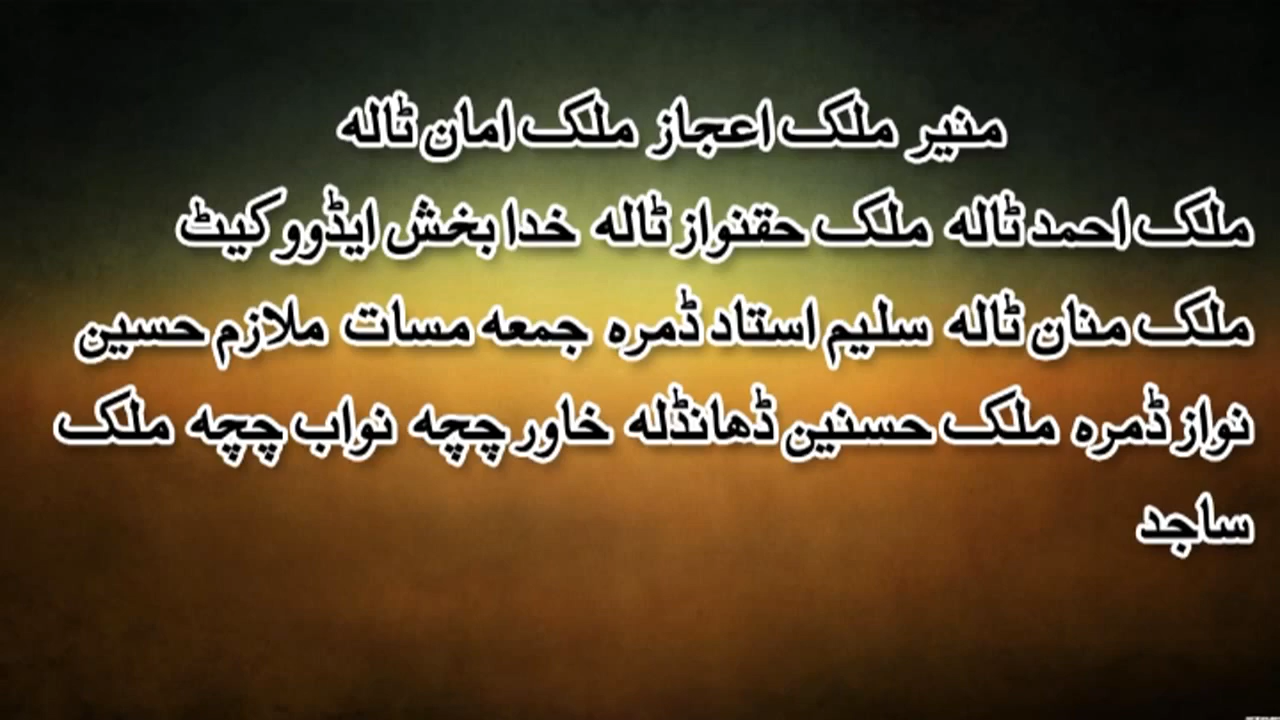 منیر ملک اعجاز ملک امان ٹالہ
ملک احمد ٹالہ ملک حقنواز ٹالہ خدا بخش ایڈووکیٹ
ملک منان ٹالہ سلیم استاد ڈمرہ جمعہ مسات ملازم حسین
نواز ڈمرہ ملک حسنین ڈھانڈلہ خاور چچہ نواب چچہ ملک
ساجد